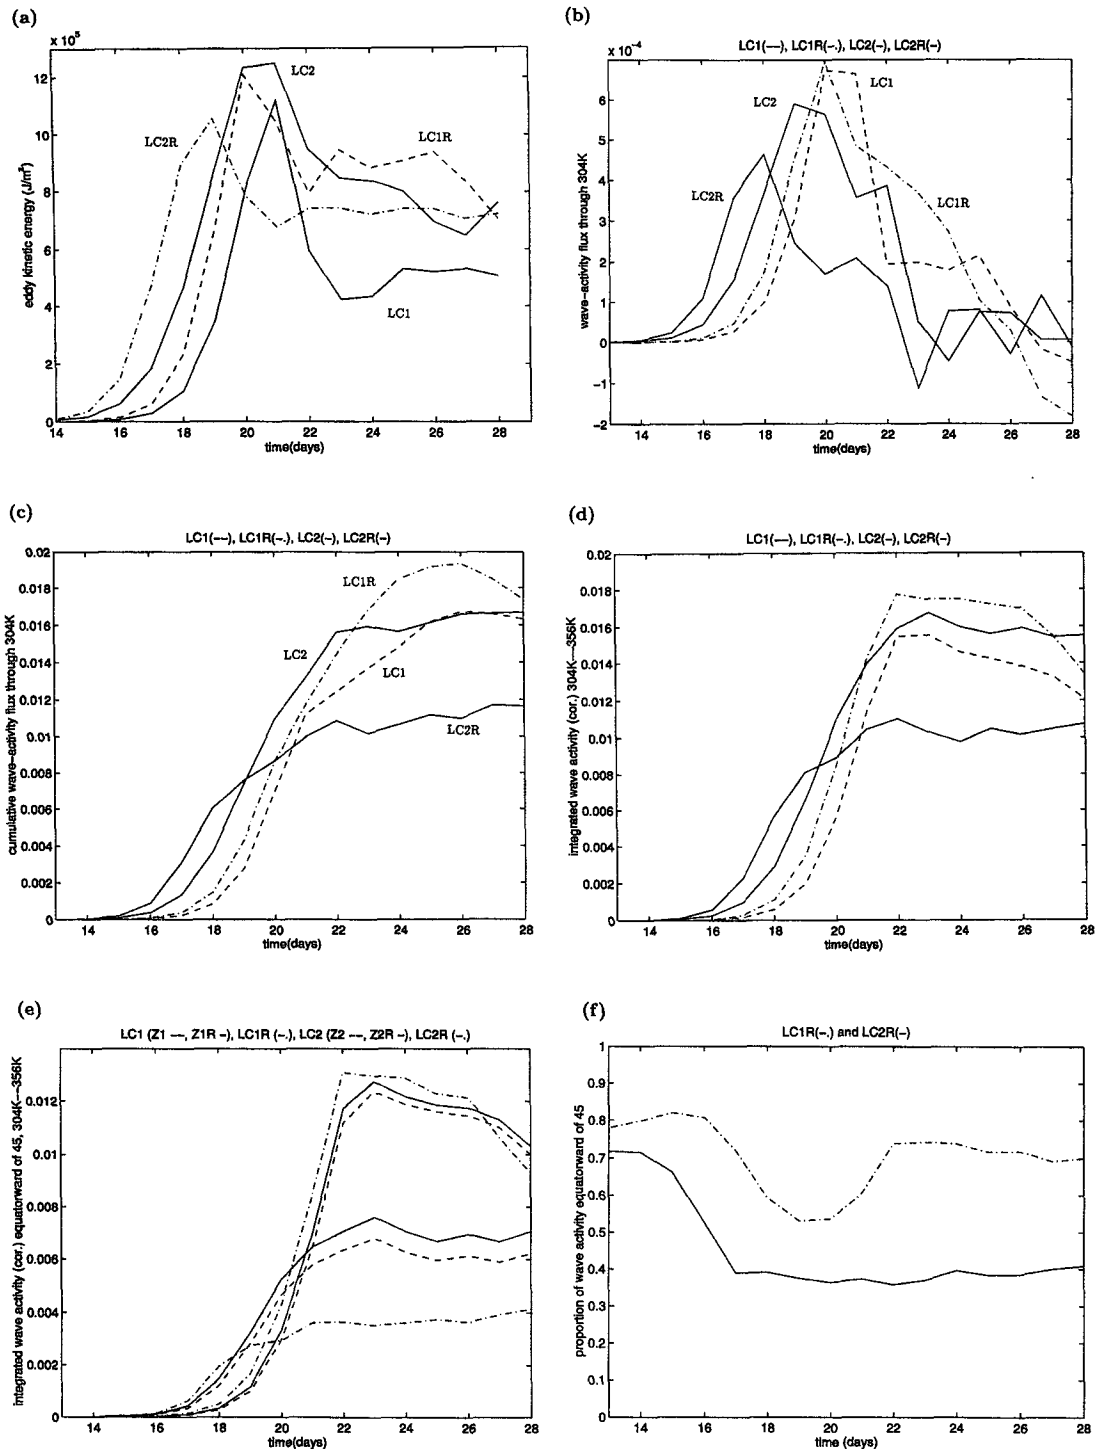 (a)
x 10^5
12
10
8
6
4
2
0
14 16 18 20 22 24 26 28
time(days)
eddy kinetic energy (J/m^2)
LC2
LC2R
LC1R
LC1
(b)
LC1(--), LC1R(-.), LC2(-), LC2R(-)
x 10^-4
6
5
4
3
2
1
0
-1
-2
14 16 18 20 22 24 26 28
time(days)
wave-activity flux through 304K
LC1
LC2
LC2R
LC1R
(c)
LC1(--), LC1R(-.), LC2(-), LC2R(-)
0.02
0.018
0.016
0.014
0.012
0.01
0.008
0.006
0.004
0.002
0
14 16 18 20 22 24 26 28
time(days)
cumulative wave-activity flux through 304K
LC1R
LC2
LC1
LC2R
(d)
LC1(--), LC1R(-.), LC2(-), LC2R(-)
0.02
0.018
0.016
0.014
0.012
0.01
0.008
0.006
0.004
0.002
0
14 16 18 20 22 24 26 28
time(days)
integrated wave activity (cor.) 304K--356K
(e)
LC1 (Z1 --, Z1R -), LC1R (-.), LC2 (Z2 --, Z2R -), LC2R (-.)
0.012
0.01
0.008
0.006
0.004
0.002
0
14 16 18 20 22 24 26 28
time(days)
integrated wave activity (cor.) equatorward of 45, 304K--356K
(f)
LC1R(-.) and LC2R(-)
1
0.9
0.8
0.7
0.6
0.5
0.4
0.3
0.2
0.1
0
14 16 18 20 22 24 26 28
time (days)
proportion of wave activity equatorward of 45